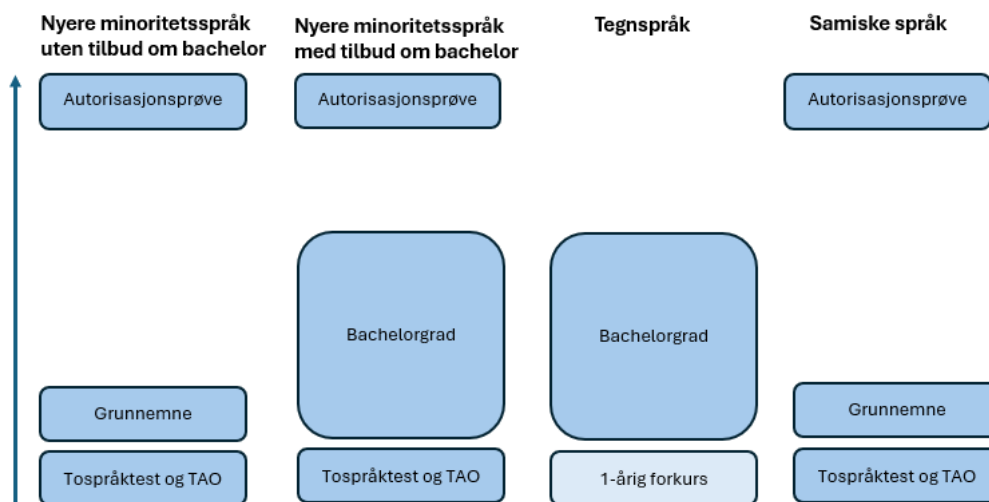 Nyere minoritetsspråk
uten tilbud om bachelor
Nyere minoritetsspråk
med tilbud om bachelor
Tegnspråk
Samiske språk
Autorisasjonsprøve
Autorisasjonsprøve
Autorisasjonsprøve
Bachelorgrad
Bachelorgrad
Grunnemne
Grunnemne
Tospråktest og TAO
Tospråktest og TAO
1-årig forkurs
Tospråktest og TAO